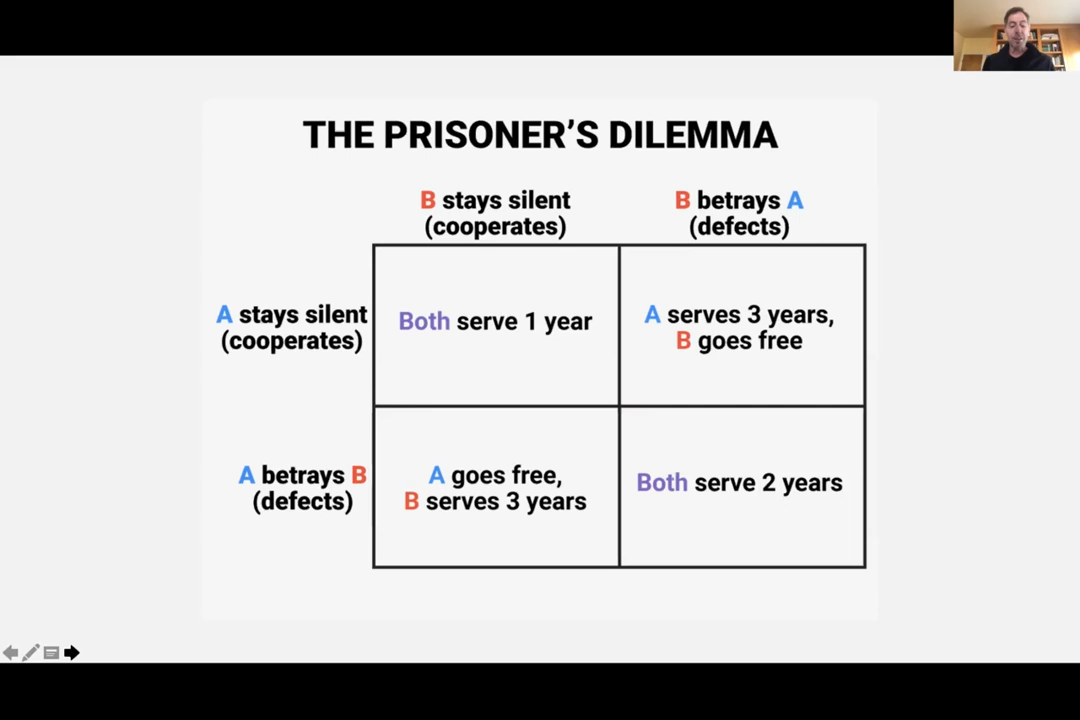 THE PRISONER’S DILEMMA
B stays silent
(cooperates)
B betrays A
(defects)
A stays silent
(cooperates)
Both serve 1 year
A serves 3 years,
B goes free
A betrays B
(defects)
A goes free,
B serves 3 years
Both serve 2 years